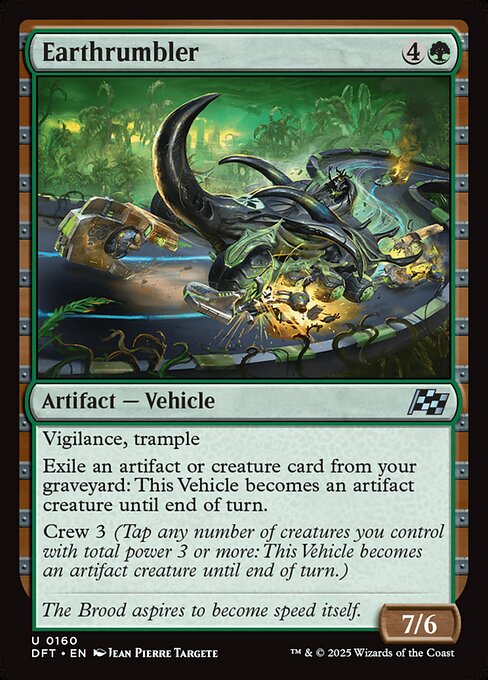 Earthrumbler 4
Artifact — Vehicle
Vigilance, trample
Exile an artifact or creature card from your
graveyard: This Vehicle becomes an artifact
creature until end of turn.
Crew 3 (Tap any number of creatures you control
with total power 3 or more: This Vehicle becomes
an artifact creature until end of turn.)
The Brood aspires to become speed itself.
7/6
U 0160
DFT • EN Jean Pierre Targete
™ & © 2025 Wizards of the Coast